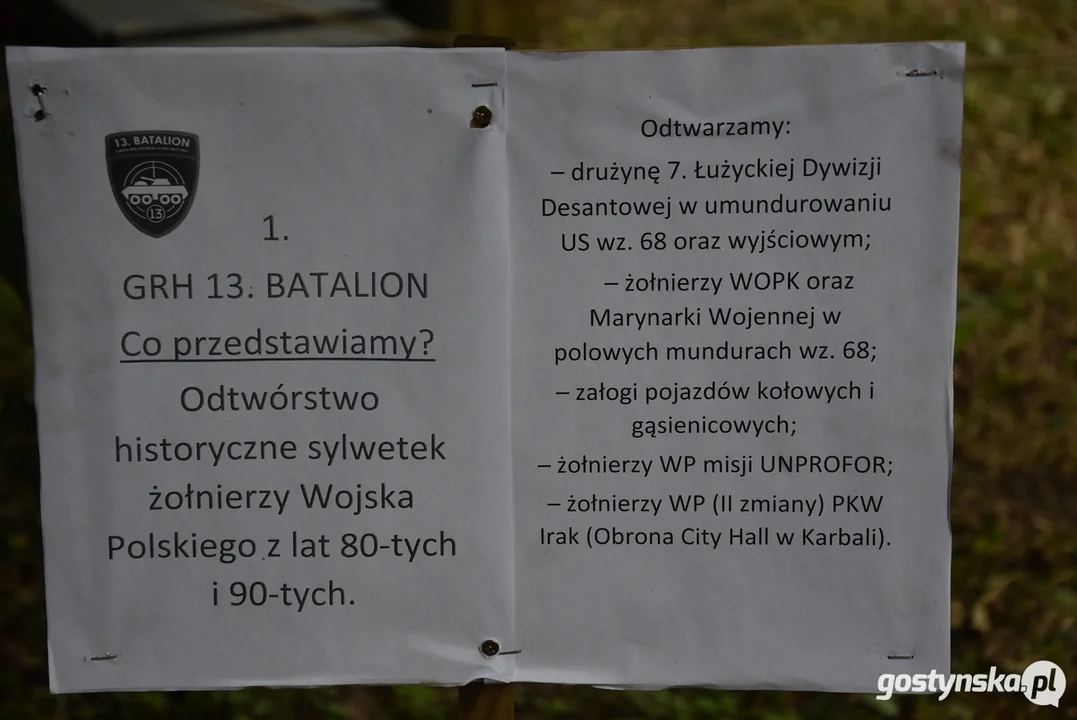 13. BATALION
13
1.
GRH 13. BATALION
Co przedstawiamy?
Odtwórstwo
historyczne sylwetek
żołnierzy Wojska
Polskiego z lat 80-tych
i 90-tych.
Odtwarzamy:
– drużynę 7. Łużyckiej Dywizji
Desantowej w umundurowaniu
US wz. 68 oraz wyjściowym;
– żołnierzy WOPK oraz
Marynarki Wojennej w
polowych mundurach wz. 68;
– załogi pojazdów kołowych i
gąsienicowych;
– żołnierzy WP misji UNPROFOR;
– żołnierzy WP (II zmiany) PKW
Irak (Obrona City Hall w Karbali).
gostynska.pl